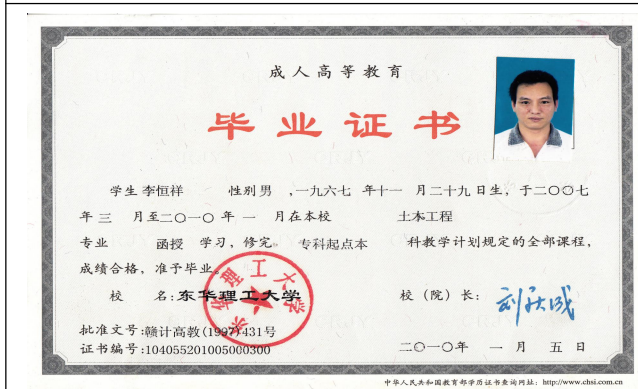 成人高等教育
毕业证书
学生 李恒祥 性别 男 ,一九六七 年十一 月二十九日生，于二〇〇七
年 三 月至二〇一〇 年 一 月在本校 土本工程
专业 函授 学习，修完 专科起点本 科教学计划规定的全部课程，
成绩合格，准予毕业。
校 名：东华理工大学 校（院）长：
东华理工大学
批准文号：赣计高教(1997)431号
证书编号：104055201005000300 二〇一〇年 一 月 五 日
中华人民共和国教育部学历证书查询网址：http://www.chsi.com.cn